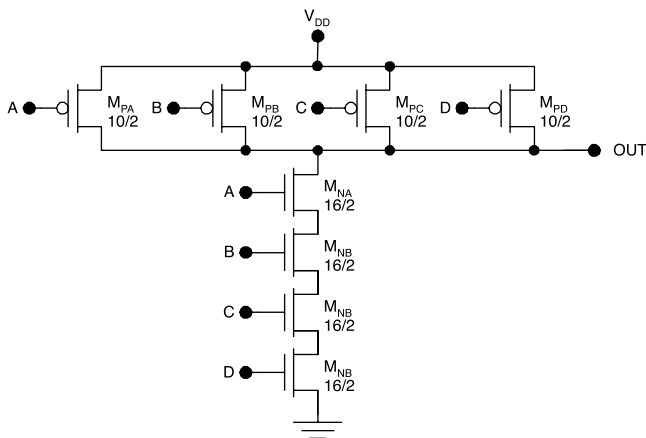 V_DD
A M_PA 10/2
B M_PB 10/2
C M_PC 10/2
D M_PD 10/2
OUT
A M_NA 16/2
B M_NB 16/2
C M_NB 16/2
D M_NB 16/2